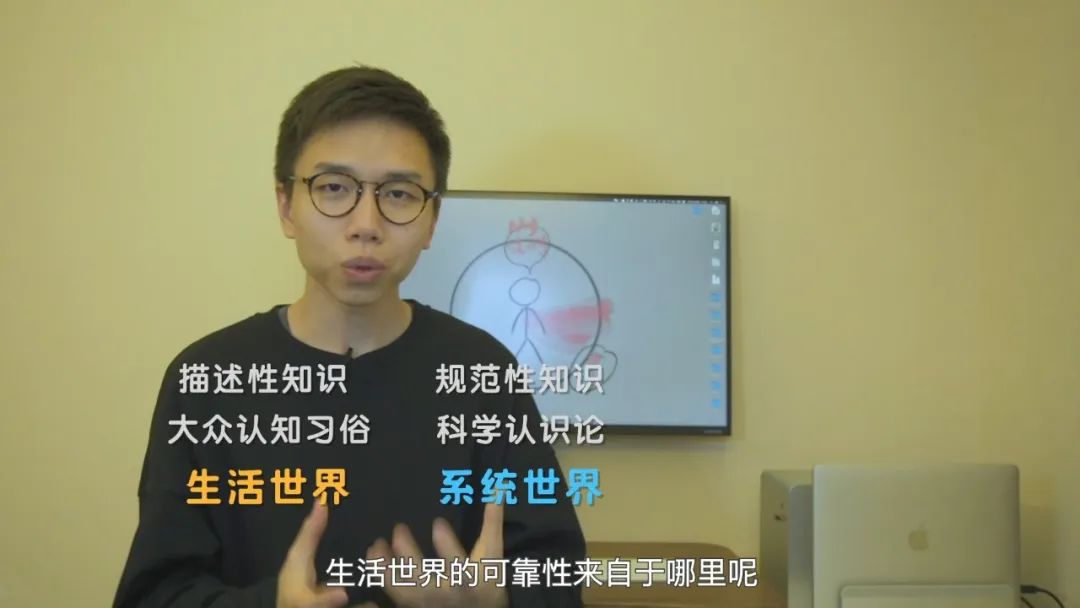 描述性知识 规范性知识
大众认知习俗 科学认识论
生活世界 系统世界
生活世界的可靠性来自于哪里呢